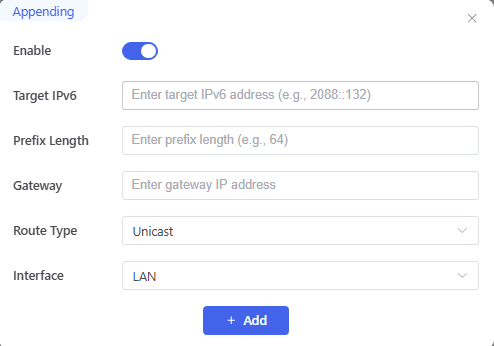 Appending
Enable
Target IPv6 Enter target IPv6 address (e.g., 2088::132)
Prefix Length Enter prefix length (e.g., 64)
Gateway Enter gateway IP address
Route Type Unicast
Interface LAN
+ Add